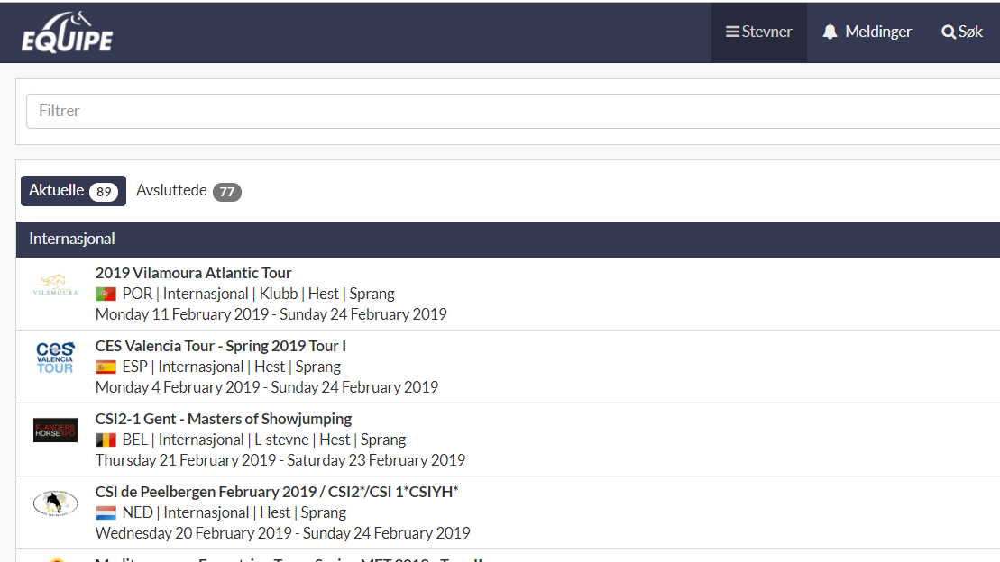 EQUIPE
Stevner
Meldinger
Søk
Filtrer
Aktuelle 89
Avsluttede 77
Internasjonal
VILAMOURA
2019 Vilamoura Atlantic Tour
POR | Internasjonal | Klubb | Hest | Sprang
Monday 11 February 2019 - Sunday 24 February 2019
CES
VALENCIA
TOUR
CES Valencia Tour - Spring 2019 Tour I
ESP | Internasjonal | Hest | Sprang
Monday 4 February 2019 - Sunday 24 February 2019
FLANDERS
HORSEXPO
CSI2-1 Gent - Masters of Showjumping
BEL | Internasjonal | L-stevne | Hest | Sprang
Thursday 21 February 2019 - Saturday 23 February 2019
CSI de Peelbergen February 2019 / CSI2*/CSI 1*CSIYH*
NED | Internasjonal | Hest | Sprang
Wednesday 20 February 2019 - Sunday 24 February 2019